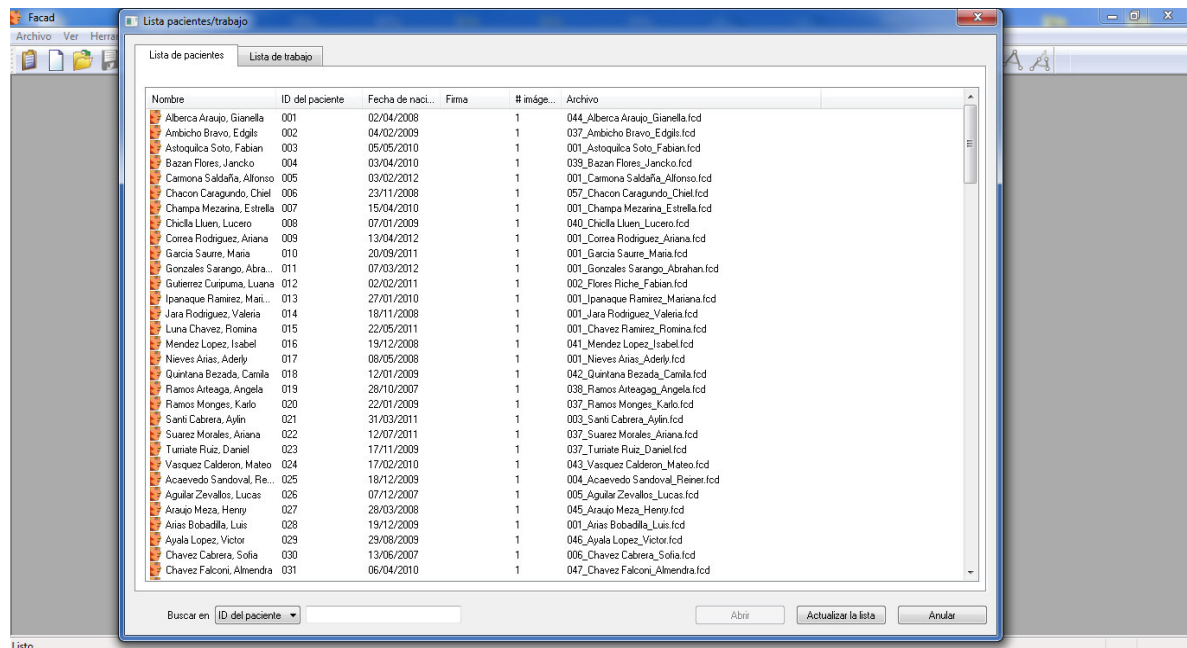 Facad
Lista pacientes/trabajo
Archivo Ver Herra
Lista de pacientes Lista de trabajo
Nombre ID del paciente Fecha de naci... Firma # imáge... Archivo
Alberca Araujo, Gianella 001 02/04/2008 1 044_Alberca Araujo_Gianella.fcd
Ambicho Bravo, Edgils 002 04/02/2009 1 037_Ambicho Bravo_Edgils.fcd
Astoquilca Soto, Fabian 003 05/05/2010 1 001_Astoquilca Soto_Fabian.fcd
Bazan Flores, Jancko 004 03/04/2010 1 039_Bazan Flores_Jancko.fcd
Carmona Saldaña, Alfonso 005 03/02/2012 1 001_Carmona Saldaña_Alfonso.fcd
Chacon Caragundo, Chiel 006 23/11/2008 1 057_Chacon Caragundo_Chiel.fcd
Champa Mezarina, Estrella 007 15/04/2010 1 001_Champa Mezarina_Estrella.fcd
Chiclla Lluen, Lucero 008 07/01/2009 1 040_Chiclla Lluen_Lucero.fcd
Correa Rodriguez, Ariana 009 13/04/2012 1 001_Correa Rodriguez_Ariana.fcd
Garcia Saurre, Maria 010 20/09/2011 1 001_Garcia Saurre_Maria.fcd
Gonzales Sarango, Abra... 011 07/03/2012 1 001_Gonzales Sarango_Abrahan.fcd
Gutierrez Curipuma, Luana 012 02/02/2011 1 002_Flores Riche_Fabian.fcd
Ipanaque Ramirez, Mari... 013 27/01/2010 1 001_Ipanaque Ramirez_Mariana.fcd
Jara Rodriguez, Valeria 014 18/11/2008 1 001_Jara Rodriguez_Valeria.fcd
Luna Chavez, Romina 015 22/05/2011 1 001_Chavez Ramirez_Romina.fcd
Mendez Lopez, Isabel 016 19/12/2008 1 041_Mendez Lopez_Isabel.fcd
Nieves Arias, Aderly 017 08/05/2008 1 001_Nieves Arias_Aderly.fcd
Quintana Bezada, Camila 018 12/01/2009 1 042_Quintana Bezada_Camila.fcd
Ramos Arteaga, Angela 019 28/10/2007 1 038_Ramos Arteagag_Angela.fcd
Ramos Monges, Karlo 020 22/01/2009 1 037_Ramos Monges_Karlo.fcd
Santi Cabrera, Aylin 021 31/03/2011 1 003_Santi Cabrera_Aylin.fcd
Suarez Morales, Ariana 022 12/07/2011 1 037_Suarez Morales_Ariana.fcd
Turriate Ruiz, Daniel 023 17/11/2009 1 037_Turriate Ruiz_Daniel.fcd
Vasquez Calderon, Mateo 024 17/02/2010 1 043_Vasquez Calderon_Mateo.fcd
Acaevedo Sandoval, Re... 025 18/12/2009 1 004_Acaevedo Sandoval_Reiner.fcd
Aguilar Zevallos, Lucas 026 07/12/2007 1 005_Aguilar Zevallos_Lucas.fcd
Araujo Meza, Henry 027 28/03/2008 1 045_Araujo Meza_Henry.fcd
Arias Bobadilla, Luis 028 19/12/2009 1 001_Arias Bobadilla_Luis.fcd
Ayala Lopez, Victor 029 29/08/2009 1 046_Ayala Lopez_Victor.fcd
Chavez Cabrera, Sofia 030 13/06/2007 1 006_Chavez Cabrera_Sofia.fcd
Chavez Falconi, Almendra 031 06/04/2010 1 047_Chavez Falconi_Almendra.fcd
Buscar en ID del paciente Abrir Actualizar la lista Anular
Listo